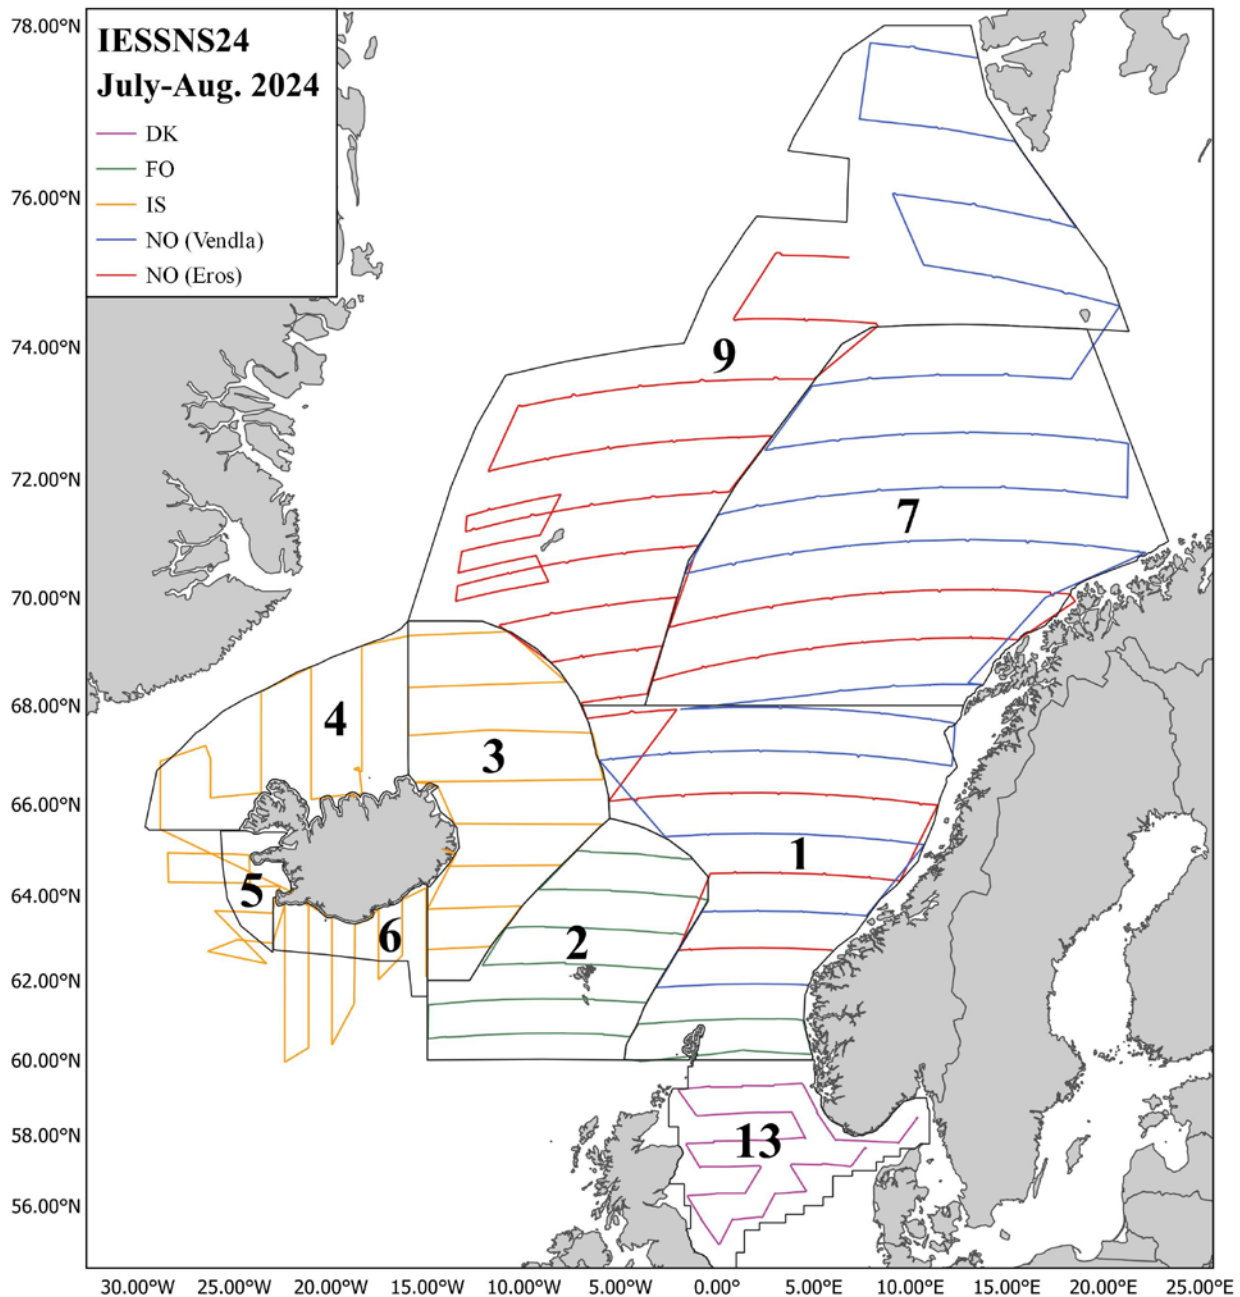 IESSNS24
July-Aug. 2024
DK
FO
IS
NO (Vendla)
NO (Eros)
78.00°N
76.00°N
74.00°N
72.00°N
70.00°N
68.00°N
66.00°N
64.00°N
62.00°N
60.00°N
58.00°N
56.00°N
9
7
4
3
1
5
6
2
13
30.00°W 25.00°W 20.00°W 15.00°W 10.00°W 5.00°W 0.00° 5.00°E 10.00°E 15.00°E 20.00°E 25.00°E